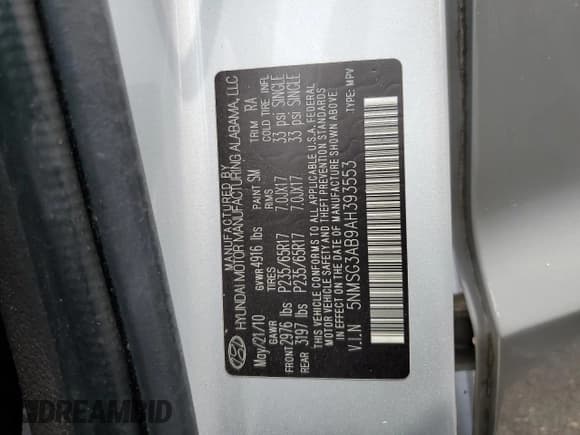 MANUFACTURED BY
HYUNDAI MOTOR MANUFACTURING ALABAMA, LLC
May/21/10 GVWR 4916 lbs PAINT SM TRIM RA
GAWR TIRES RIMS COLD TIRE INFL
FRONT 2976 lbs P235/65R17 7.00X17 33 psi SINGLE
REAR 3197 lbs P235/65R17 7.00X17 33 psi SINGLE
THIS VEHICLE CONFORMS TO ALL APPLICABLE U.S.A. FEDERAL
MOTOR VEHICLE SAFETY AND THEFT PREVENTION STANDARDS
IN EFFECT ON THE DATE OF MANUFACTURE SHOWN ABOVE.
V.I.N 5NMSG3AB9AH393553 TYPE: MPV
DREAMBID